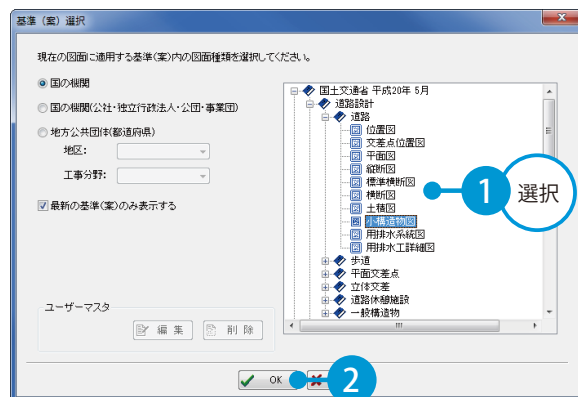 基準（案）選択
現在の図面に適用する基準(案)内の図面種類を選択してください。
国の機関
国の機関(公社・独立行政法人・公団・事業団)
地方公共団体(都道府県)
地区：
工事分野：
最新の基準(案)のみ表示する
国土交通省 平成20年 5月
道路設計
道路
位置図
交差点位置図
平面図
縦断図
標準横断図
横断図
土積図
小構造物図
用排水系統図
用排水工詳細図
歩道
平面交差点
立体交差
道路休憩施設
一般構造物
1 選択
ユーザーマスタ
編 集
削 除
OK
2